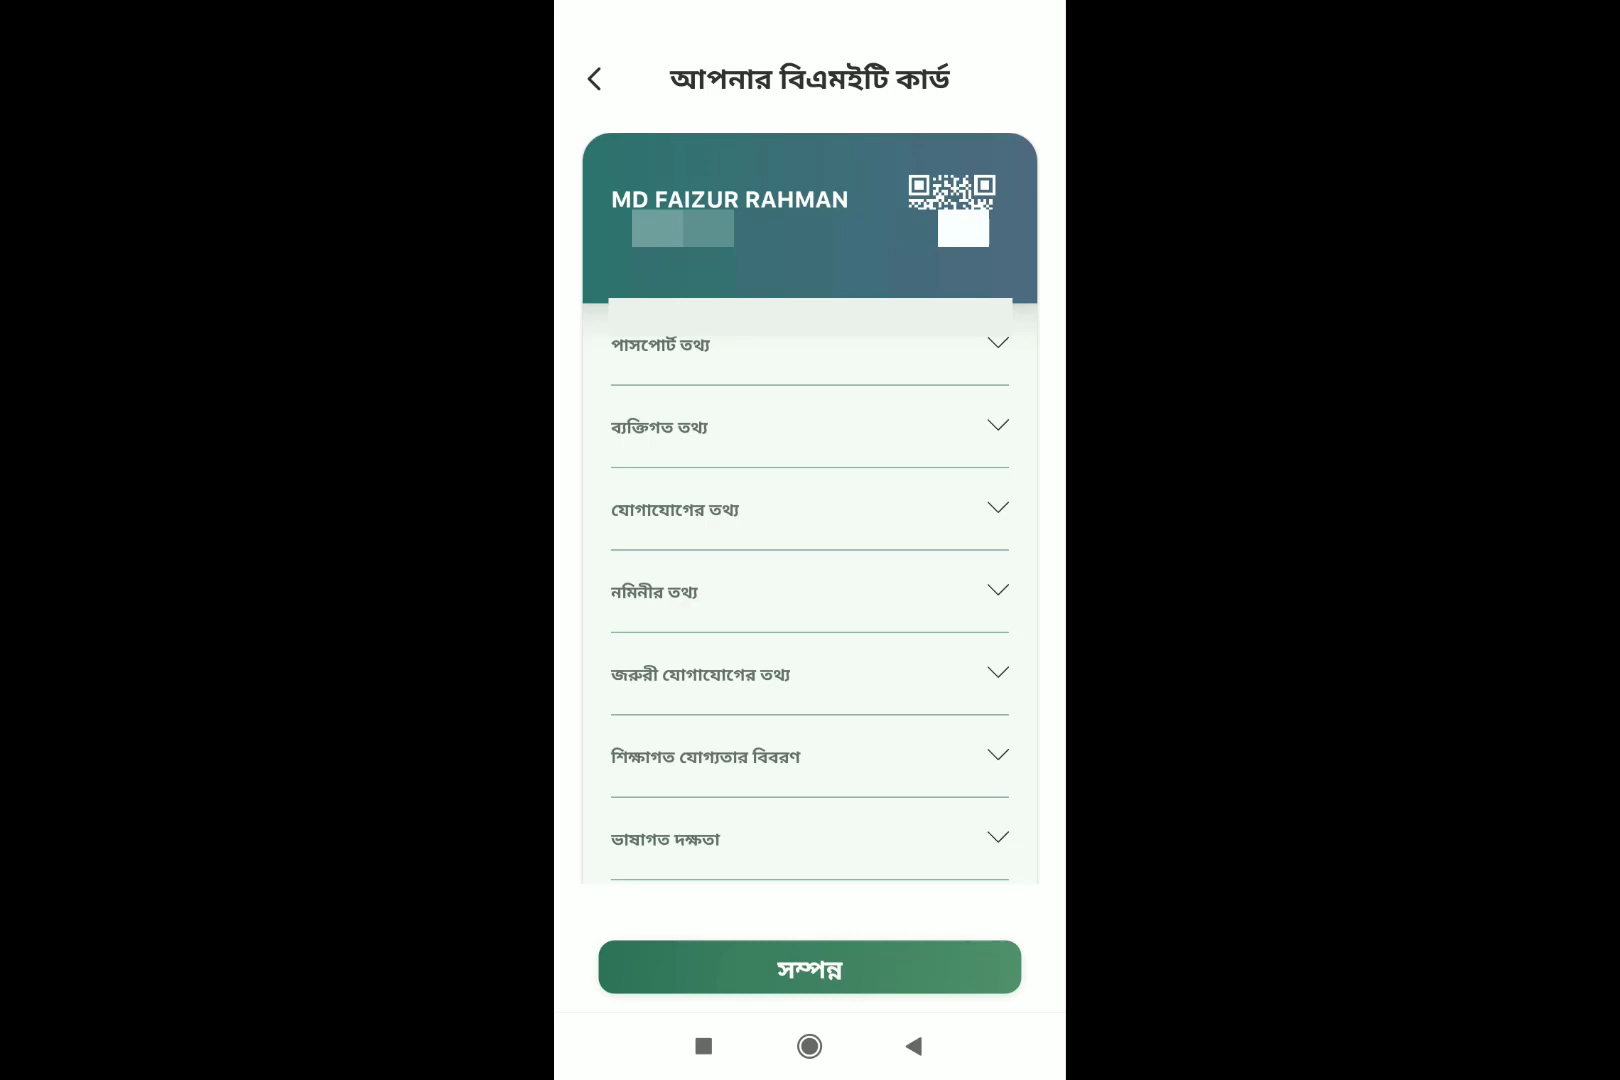 আপনার বিএমইটি কার্ড
MD FAIZUR RAHMAN
পাসপোর্ট তথ্য
ব্যক্তিগত তথ্য
যোগাযোগের তথ্য
নমিনীর তথ্য
জরুরী যোগাযোগের তথ্য
শিক্ষাগত যোগ্যতার বিবরণ
ভাষাগত দক্ষতা
সম্পন্ন